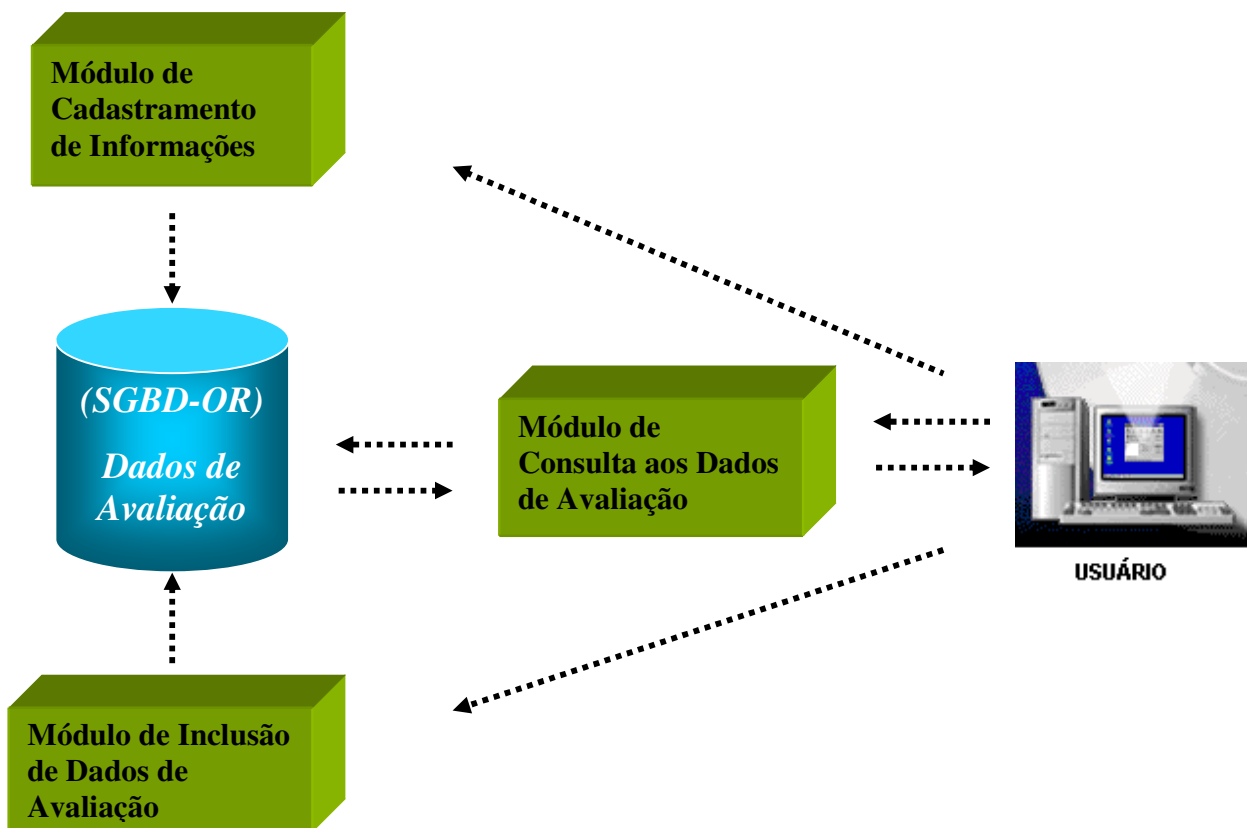 Módulo de
Cadastramento
de Informações
(SGBD-OR)
Dados de
Avaliação
Módulo de
Consulta aos Dados
de Avaliação
USUÁRIO
Módulo de Inclusão
de Dados de
Avaliação